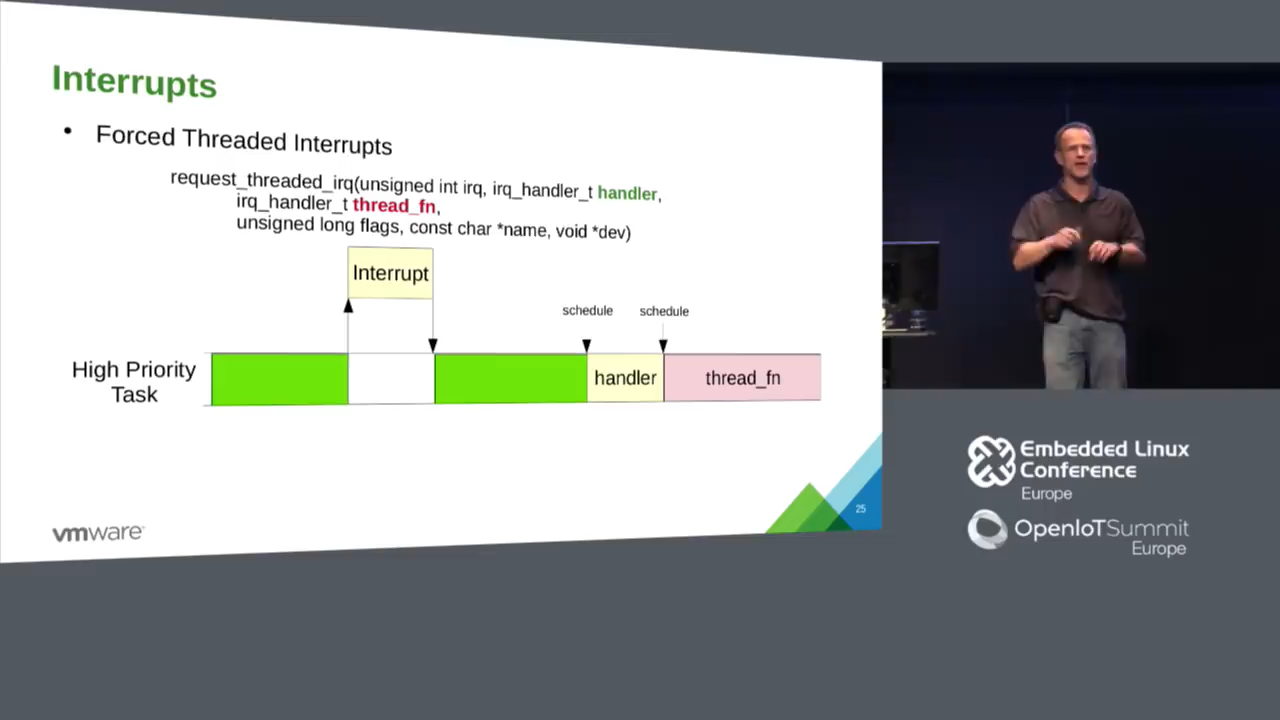 Interrupts
• Forced Threaded Interrupts
request_threaded_irq(unsigned int irq, irq_handler_t handler,
irq_handler_t thread_fn,
unsigned long flags, const char *name, void *dev)
Interrupt
schedule schedule
High Priority
Task
handler thread_fn
25
vmware
Embedded Linux
Conference
Europe
OpenIoTSummit
Europe